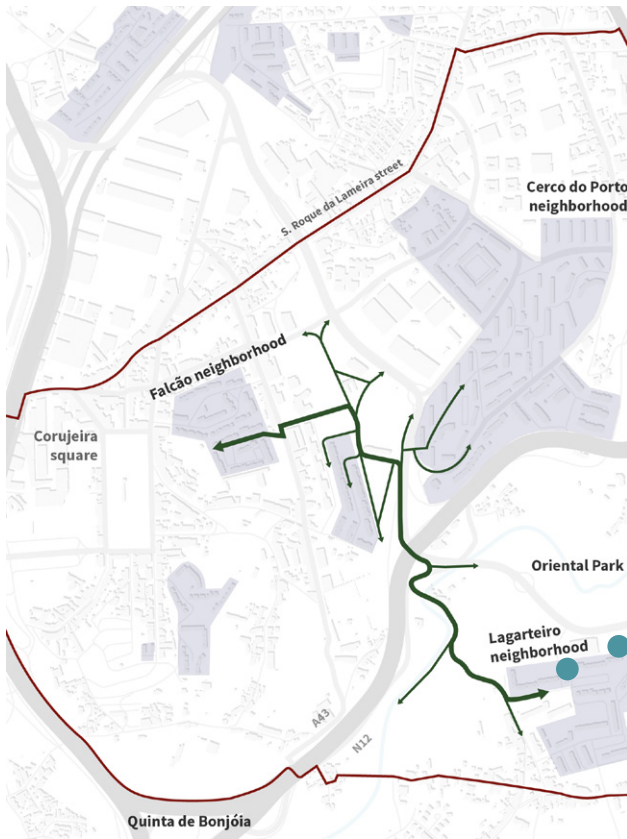 S. Roque da Lameira street
Cerco do Porto
neighborhood
Falcão neighborhood
Corujeira
square
Oriental Park
Lagarteiro
neighborhood
A43
N12
Quinta de Bonjóia